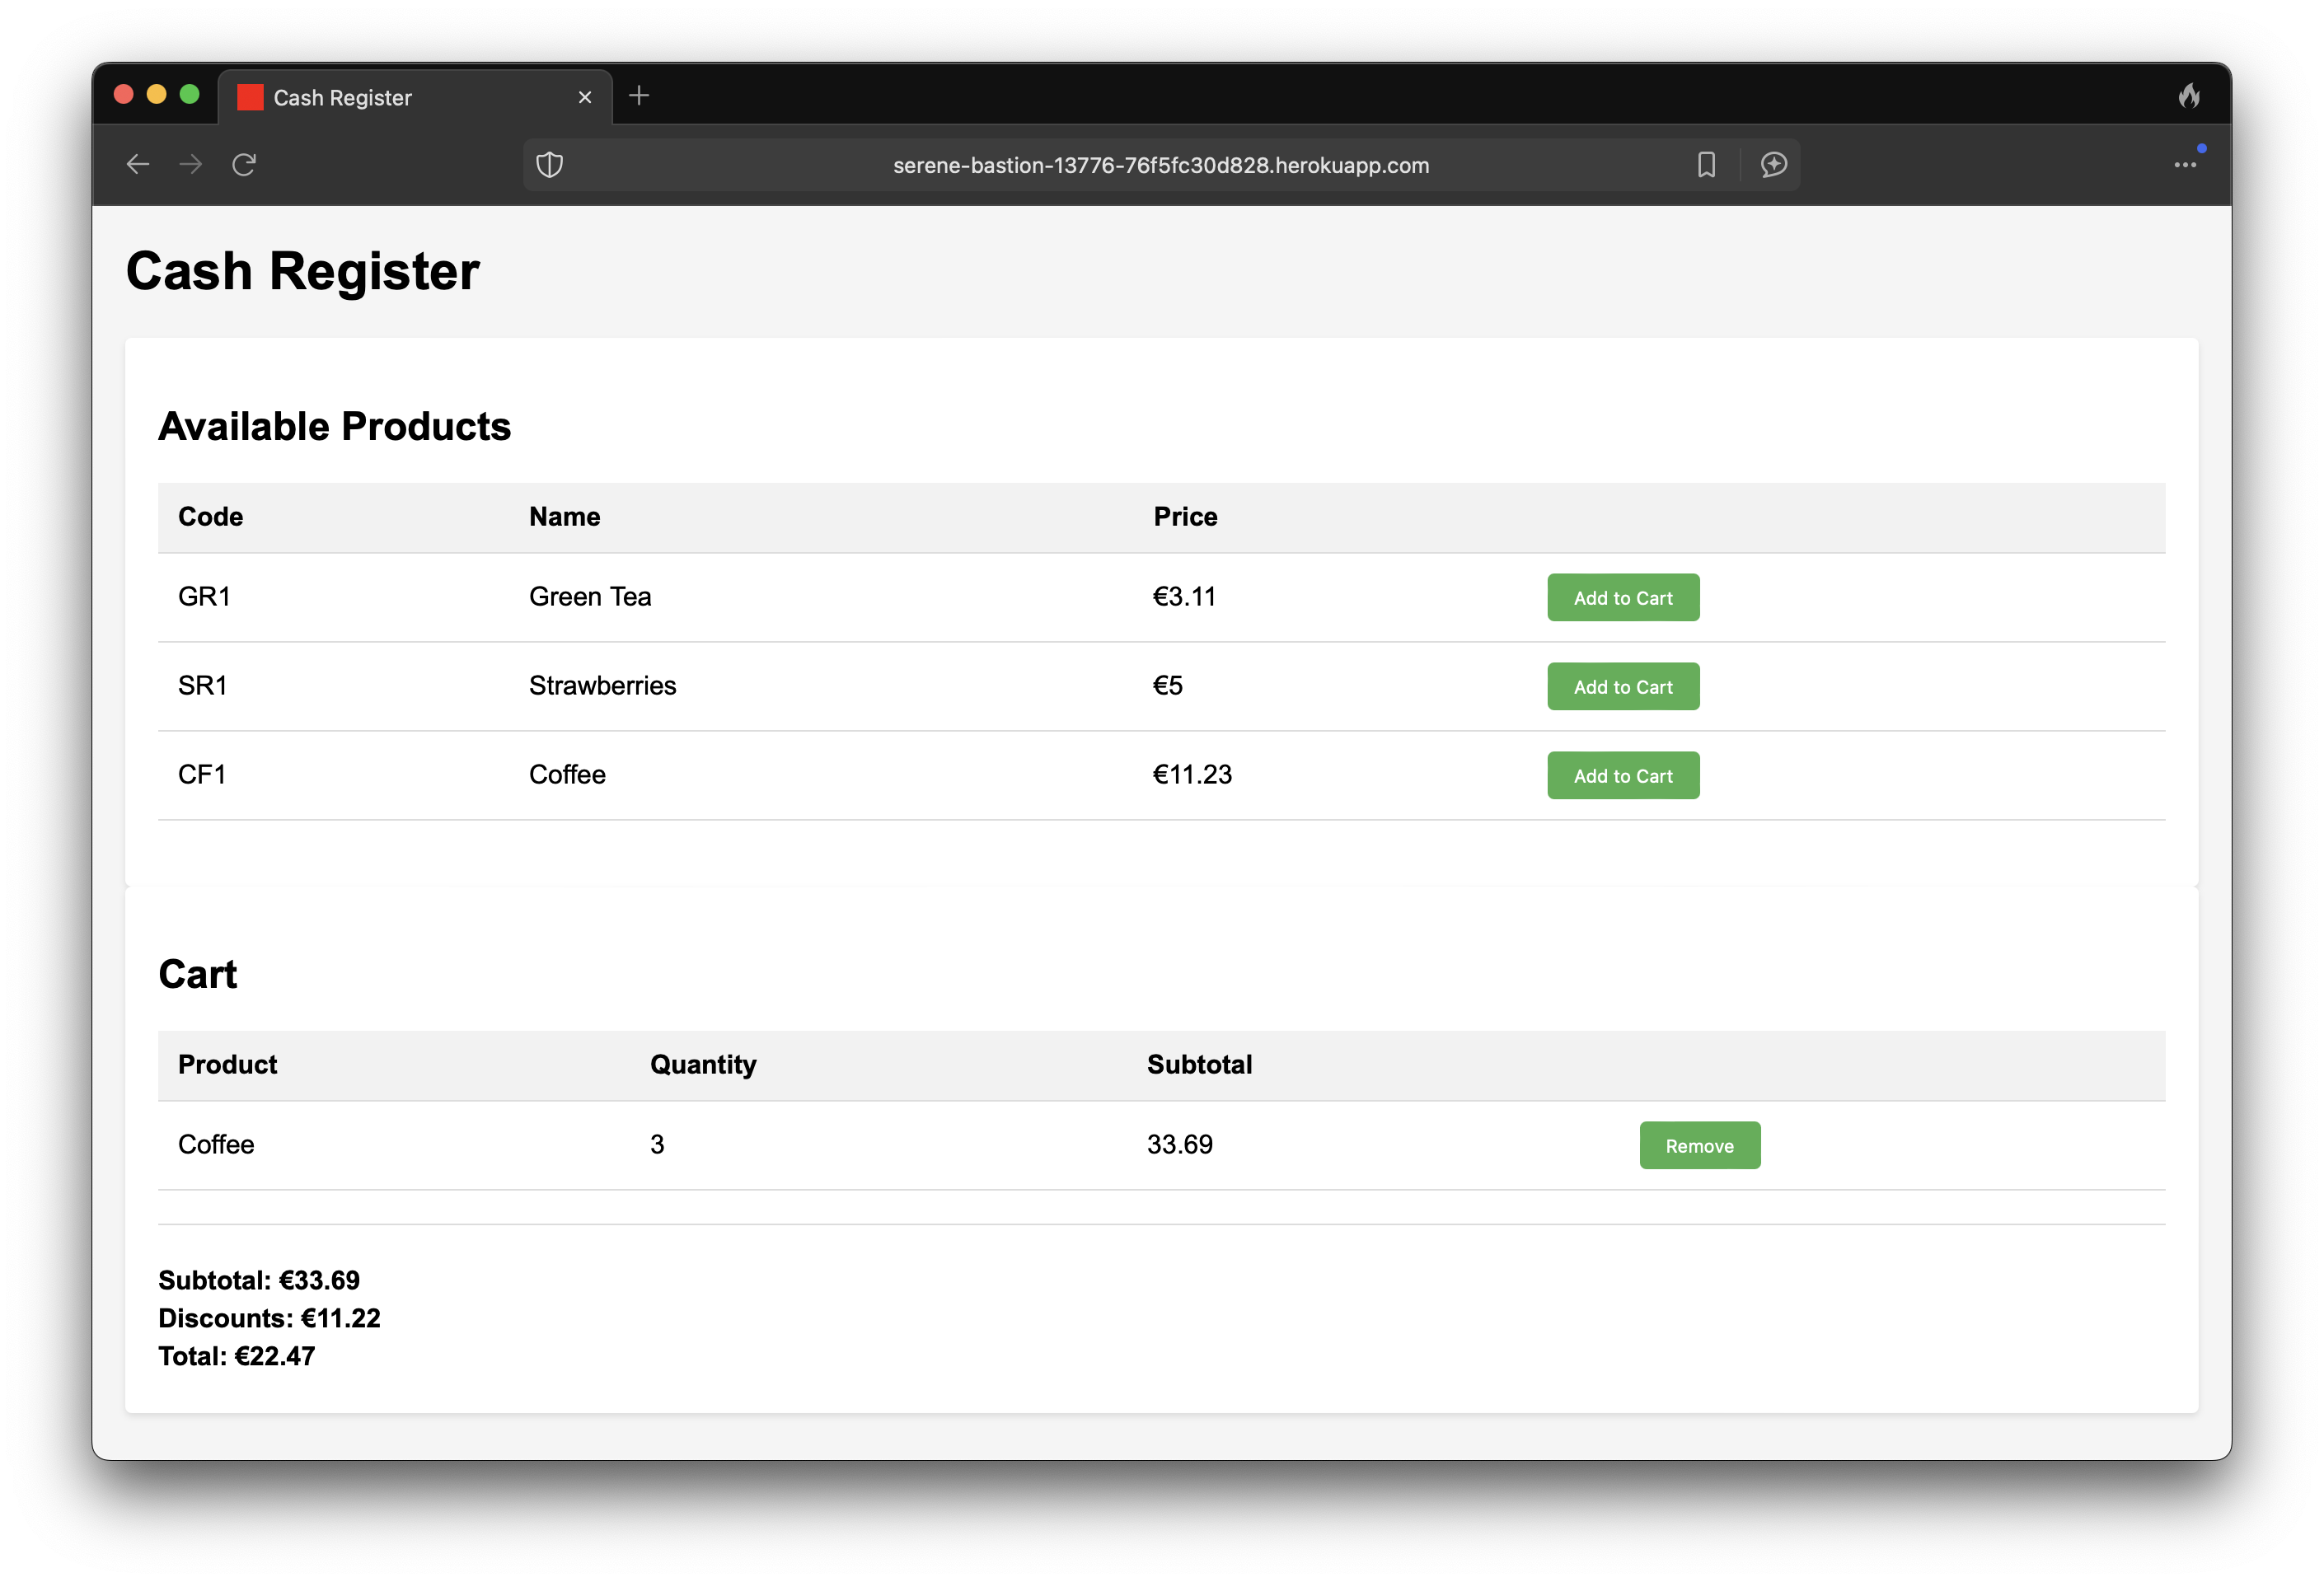 Cash Register
serene-bastion-13776-76f5fc30d828.herokuapp.com
Cash Register
Available Products
Code Name Price
GR1 Green Tea €3.11 Add to Cart
SR1 Strawberries €5 Add to Cart
CF1 Coffee €11.23 Add to Cart
Cart
Product Quantity Subtotal
Coffee 3 33.69 Remove
Subtotal: €33.69
Discounts: €11.22
Total: €22.47